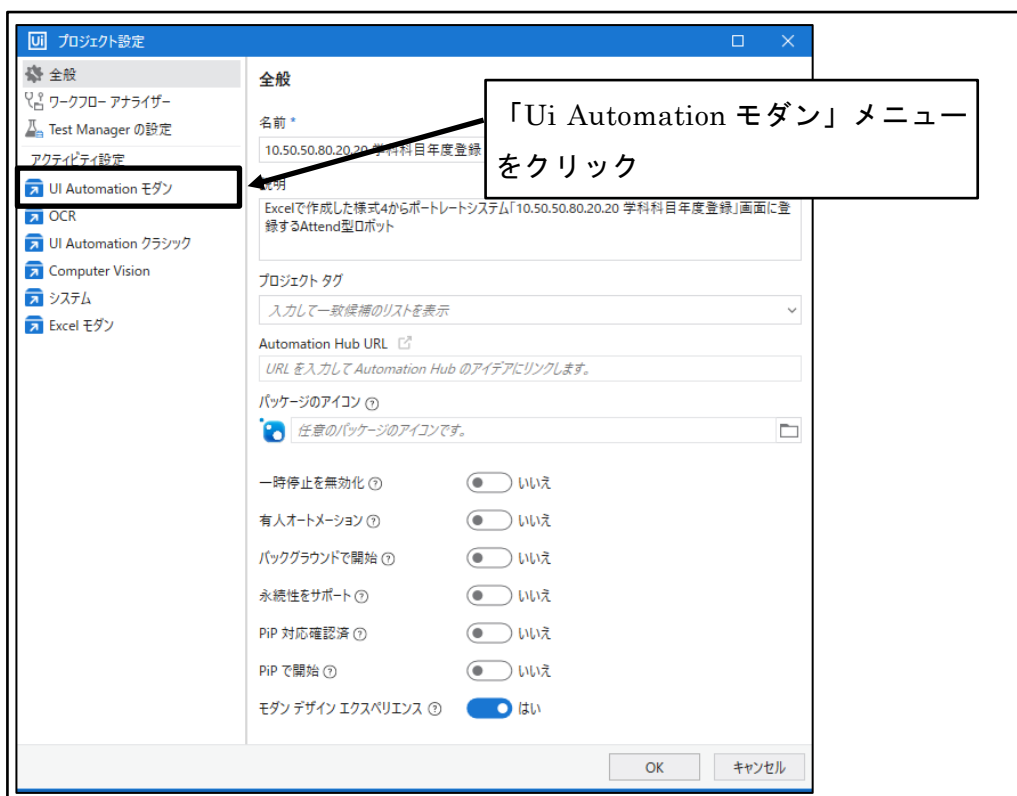 Ui プロジェクト設定
全般
ワークフロー アナライザー
Test Manager の設定
アクティビティ設定
UI Automation モダン
OCR
UI Automation クラシック
Computer Vision
システム
Excel モダン
全般
「Ui Automation モダン」メニュー
をクリック
名前 *
10.50.50.80.20.20 学科科目年度登録
説明
Excelで作成した様式4からポートレートシステム「10.50.50.80.20.20 学科科目年度登録」画面に登
録するAttend型ロボット
プロジェクト タグ
入力して一致候補のリストを表示
Automation Hub URL
URL を入力して Automation Hub のアイデアにリンクします。
パッケージのアイコン
任意のパッケージのアイコンです。
一時停止を無効化 いいえ
有人オートメーション いいえ
バックグラウンドで開始 いいえ
永続性をサポート いいえ
PiP 対応確認済 いいえ
PiP で開始 いいえ
モダン デザイン エクスペリエンス はい
OK キャンセル